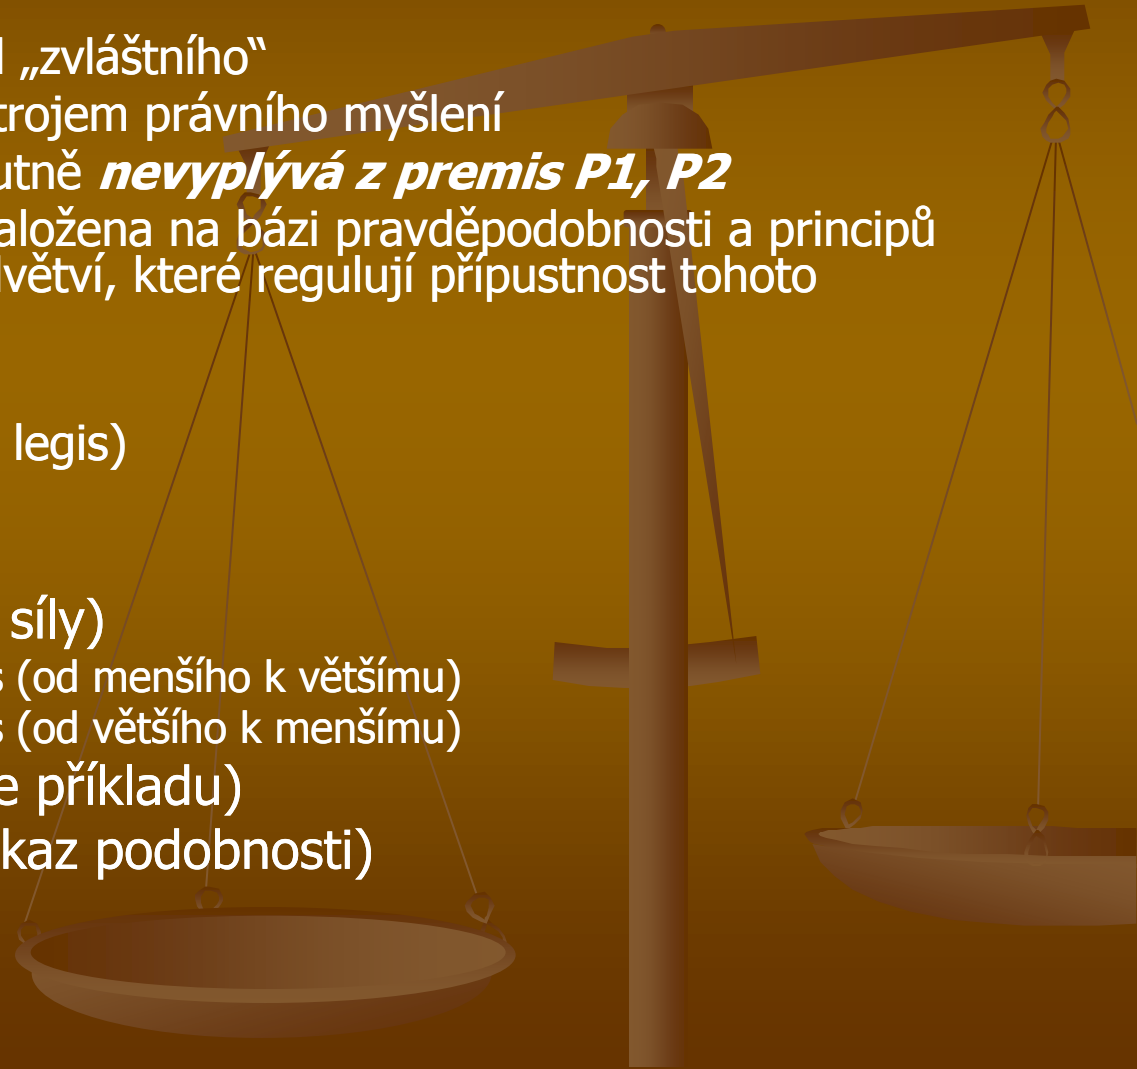 „zvláštního“
trojem právního myšlení
utně nevyplývá z premis P1, P2
aložena na bázi pravděpodobnosti a principů
větví, které regulují přípustnost tohoto
legis)
síly)
s (od menšího k většímu)
s (od většího k menšímu)
e příkladu)
kaz podobnosti)